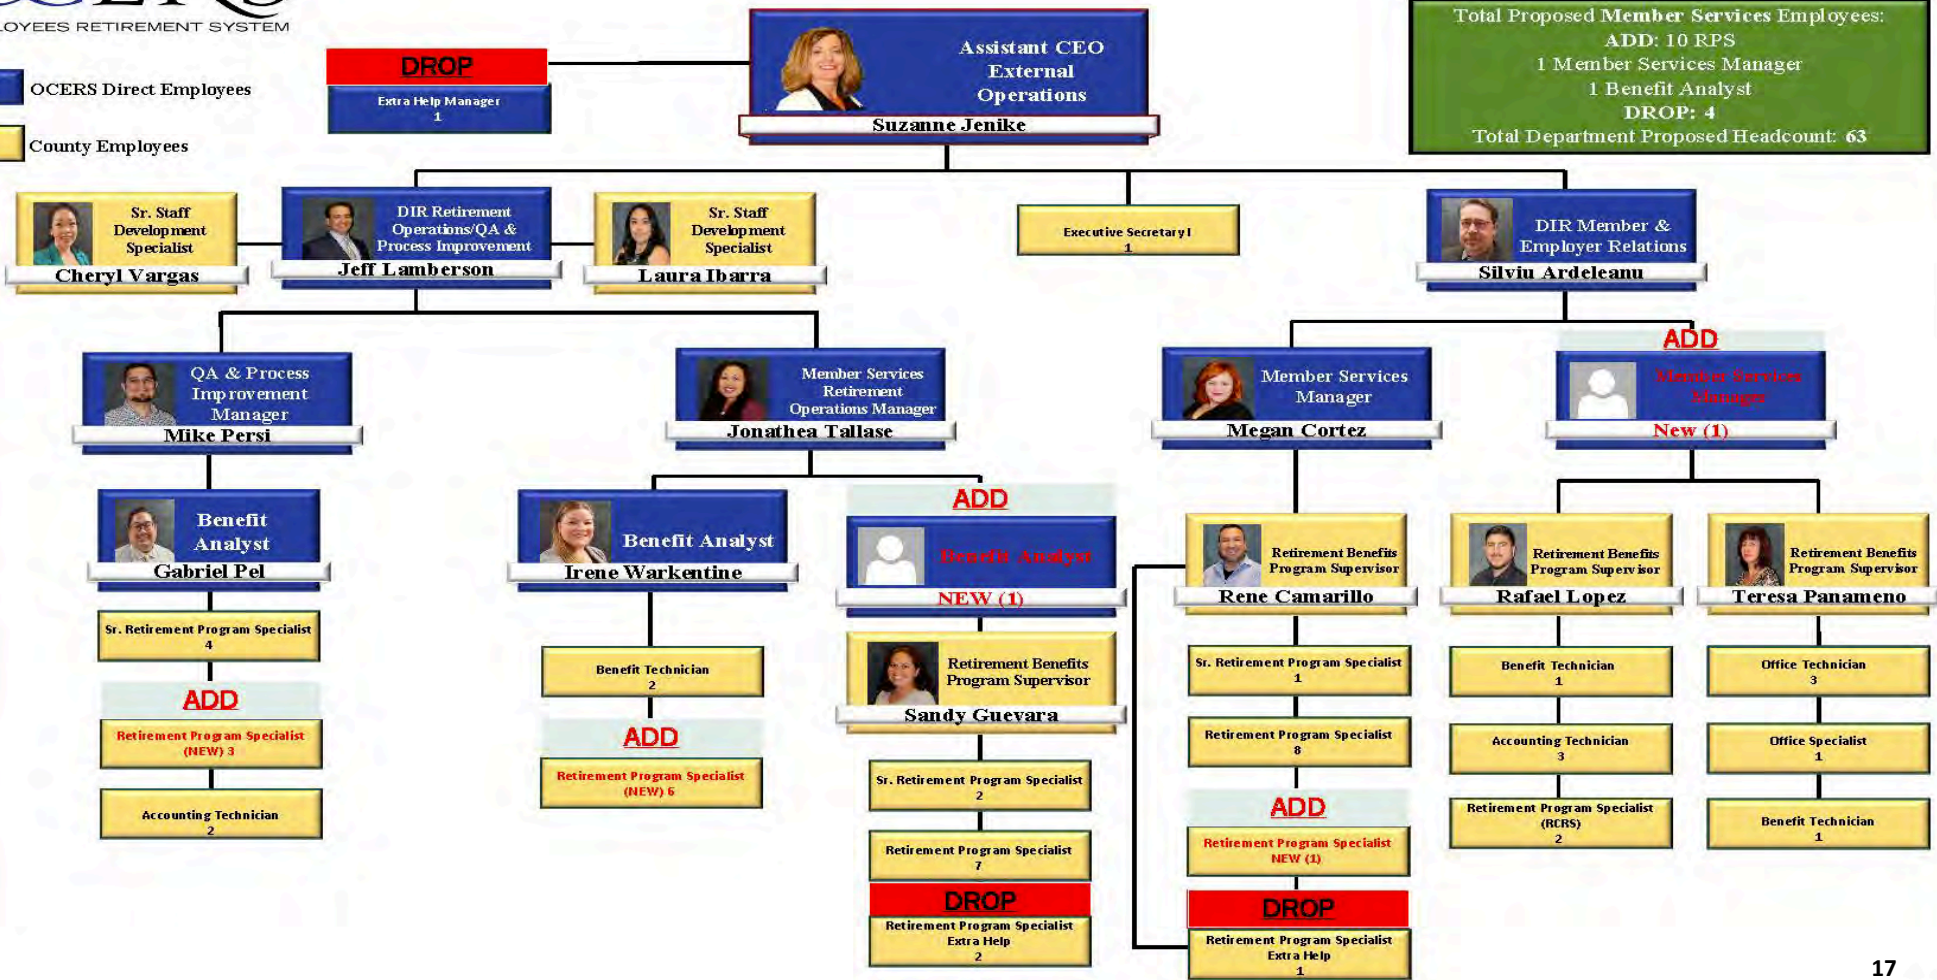 OYEES RETIREMENT SYSTEM
OCERS Direct Employees
County Employees
DROP
Extra Help Manager
1
Assistant CEO
External
Operations
Suzanne Jenike
Total Proposed Member Services Employees:
ADD: 10 RPS
1 Member Services Manager
1 Benefit Analyst
DROP: 4
Total Department Proposed Headcount: 63
Sr. Staff
Development
Specialist
Cheryl Vargas
DIR Retirement
Operations/QA &
Process Improvement
Jeff Lamberson
Sr. Staff
Development
Specialist
Laura Ibarra
Executive Secretary I
1
DIR Member &
Employer Relations
Silviu Ardeleanu
QA & Process
Improvement
Manager
Mike Persi
Member Services
Retirement
Operations Manager
Jonathea Tallase
Member Services
Manager
Megan Cortez
ADD
Member Services
Manager
New (1)
Benefit
Analyst
Gabriel Pel
Sr. Retirement Program Specialist
4
ADD
Retirement Program Specialist
(NEW) 3
Accounting Technician
2
Benefit Analyst
Irene Warkentine
Benefit Technician
2
ADD
Retirement Program Specialist
(NEW) 6
ADD
Benefit Analyst
NEW (1)
Retirement Benefits
Program Supervisor
Sandy Guevara
Sr. Retirement Program Specialist
2
Retirement Program Specialist
7
DROP
Retirement Program Specialist
Extra Help
2
Retirement Benefits
Program Supervisor
Rene Camarillo
Sr. Retirement Program Specialist
1
Retirement Program Specialist
8
ADD
Retirement Program Specialist
NEW (1)
DROP
Retirement Program Specialist
Extra Help
1
Retirement Benefits
Program Supervisor
Rafael Lopez
Benefit Technician
1
Accounting Technician
3
Retirement Program Specialist
(RCRS)
2
Retirement Benefits
Program Supervisor
Teresa Panameno
Office Technician
3
Office Specialist
1
Benefit Technician
1
17